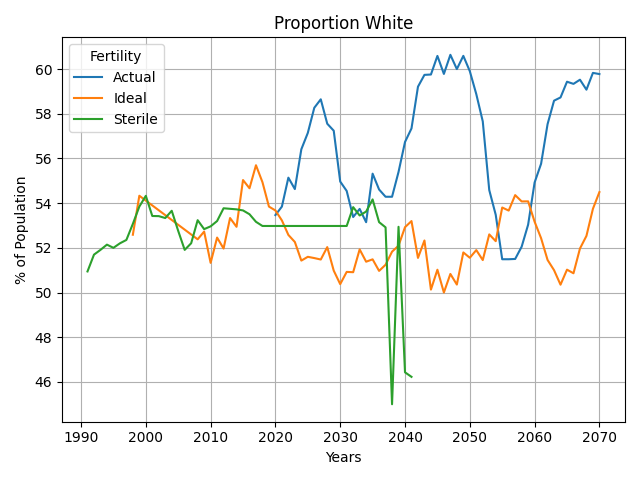 Proportion White
Fertility
Actual
Ideal
Sterile
60
58
56
54
52
50
48
46
% of Population
1990 2000 2010 2020 2030 2040 2050 2060 2070
Years